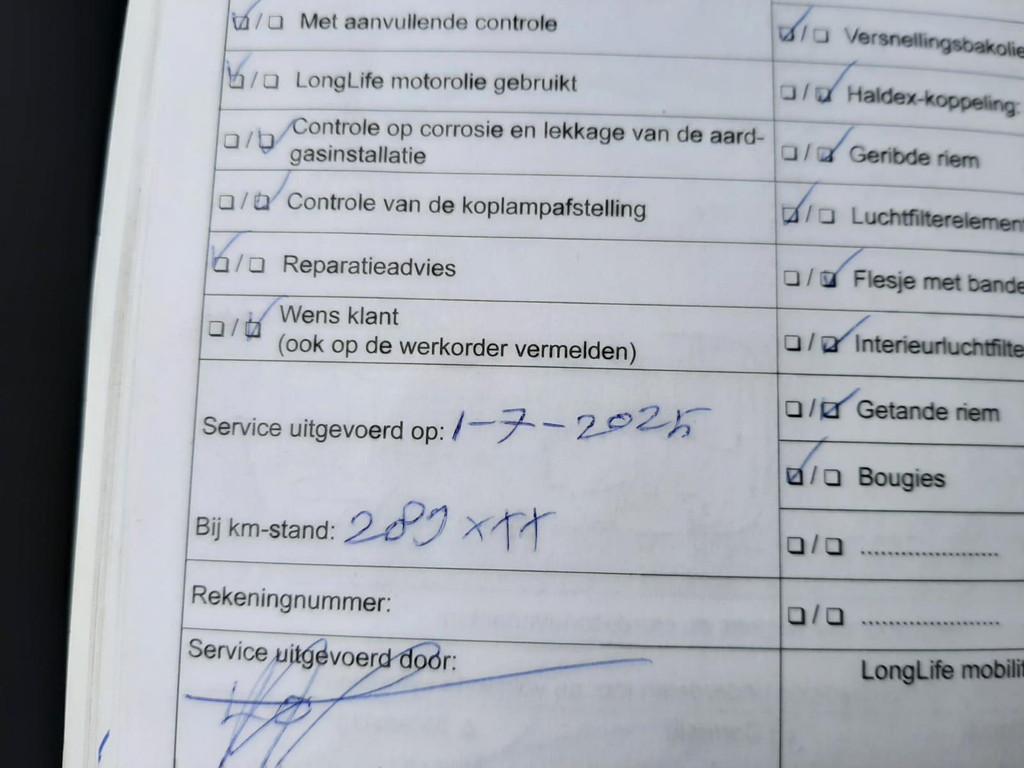 ☑ / ☐ Met aanvullende controle
☑ / ☐ LongLife motorolie gebruikt
☐ / ☑ Controle op corrosie en lekkage van de aard-
gasinstallatie
☐ / ☑ Controle van de koplampafstelling
☑ / ☐ Reparatieadvies
☐ / ☑ Wens klant
(ook op de werkorder vermelden)
Service uitgevoerd op: 1-7-2025
Bij km-stand: 289 xxx
Rekeningnummer:
Service uitgevoerd door:
☑ / ☐ Versnellingsbakolie
☐ / ☑ Haldex-koppeling:
☐ / ☑ Geribde riem
☑ / ☐ Luchtfilterelemen
☐ / ☑ Flesje met bande
☐ / ☑ Interieurluchtfilte
☐ / ☑ Getande riem
☑ / ☐ Bougies
☐ / ☐ ........................
☐ / ☐ ........................
LongLife mobilit